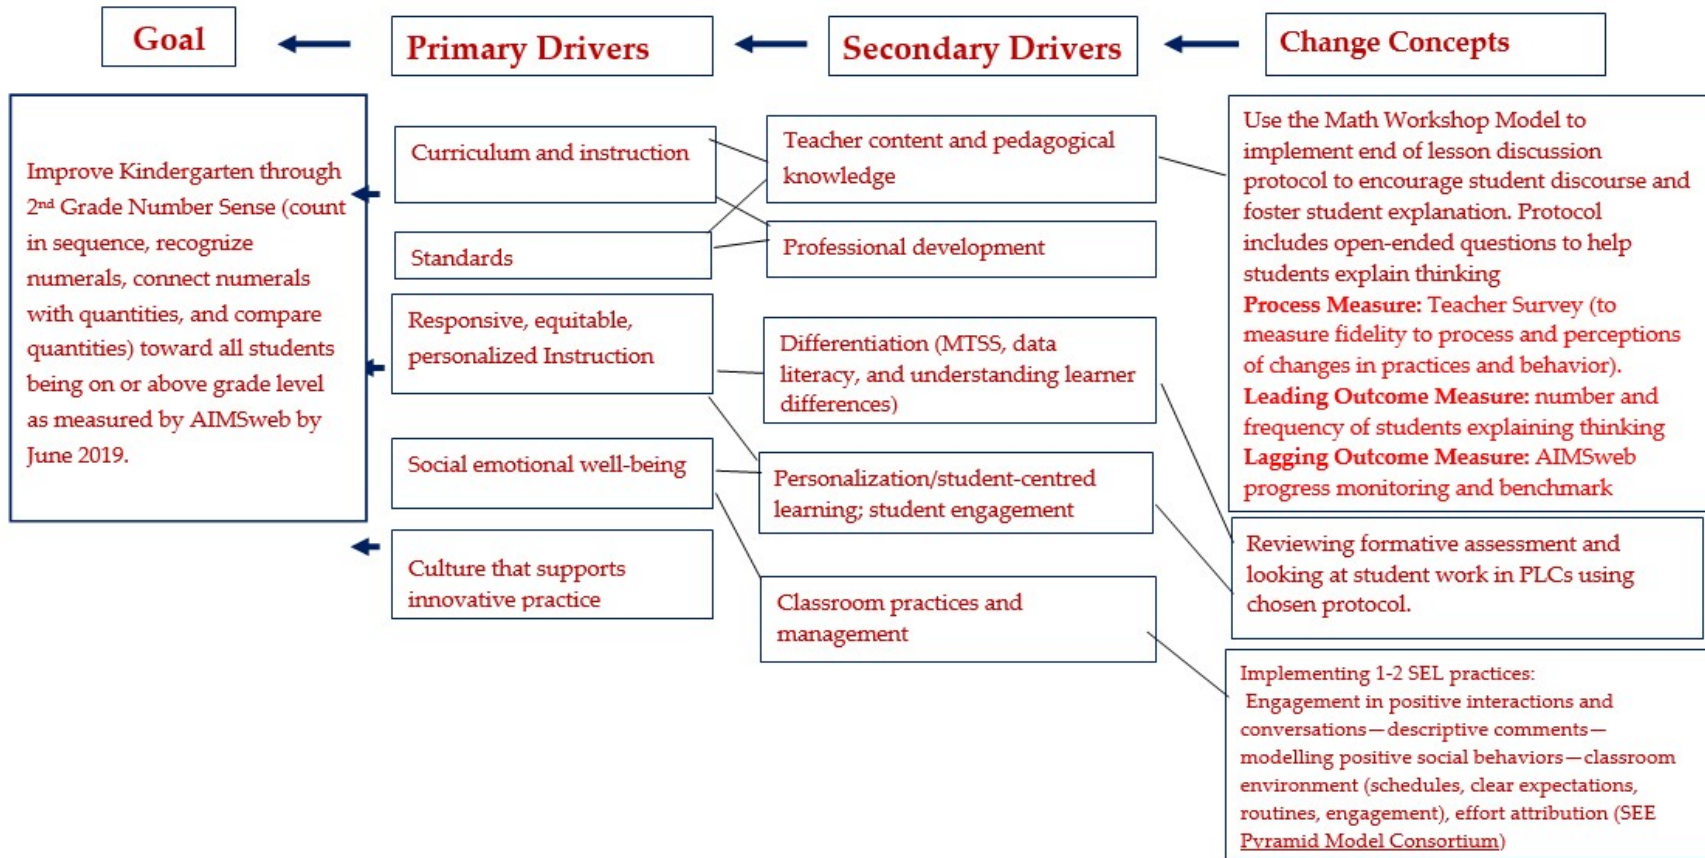 Goal
Primary Drivers
Secondary Drivers
Change Concepts
Improve Kindergarten through
2nd Grade Number Sense (count
in sequence, recognize
numerals, connect numerals
with quantities, and compare
quantities) toward all students
being on or above grade level
as measured by AIMSweb by
June 2019.
Curriculum and instruction
Standards
Responsive, equitable,
personalized Instruction
Social emotional well-being
Culture that supports
innovative practice
Teacher content and pedagogical
knowledge
Professional development
Differentiation (MTSS, data
literacy, and understanding learner
differences)
Personalization/student-centred
learning; student engagement
Classroom practices and
management
Use the Math Workshop Model to
implement end of lesson discussion
protocol to encourage student discourse and
foster student explanation. Protocol
includes open-ended questions to help
students explain thinking
Process Measure: Teacher Survey (to
measure fidelity to process and perceptions
of changes in practices and behavior).
Leading Outcome Measure: number and
frequency of students explaining thinking
Lagging Outcome Measure: AIMSweb
progress monitoring and benchmark
Reviewing formative assessment and
looking at student work in PLCs using
chosen protocol.
Implementing 1-2 SEL practices:
Engagement in positive interactions and
conversations—descriptive comments—
modelling positive social behaviors—classroom
environment (schedules, clear expectations,
routines, engagement), effort attribution (SEE
Pyramid Model Consortium)